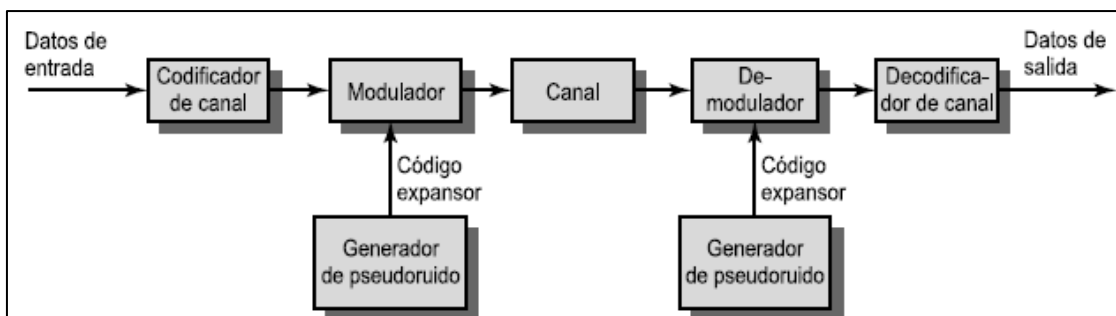 Datos de
entrada
Codificador
de canal
Modulador
Canal
De-
modulador
Decodifica-
dor de canal
Datos de
salida
Código
expansor
Código
expansor
Generador
de pseudoruido
Generador
de pseudoruido